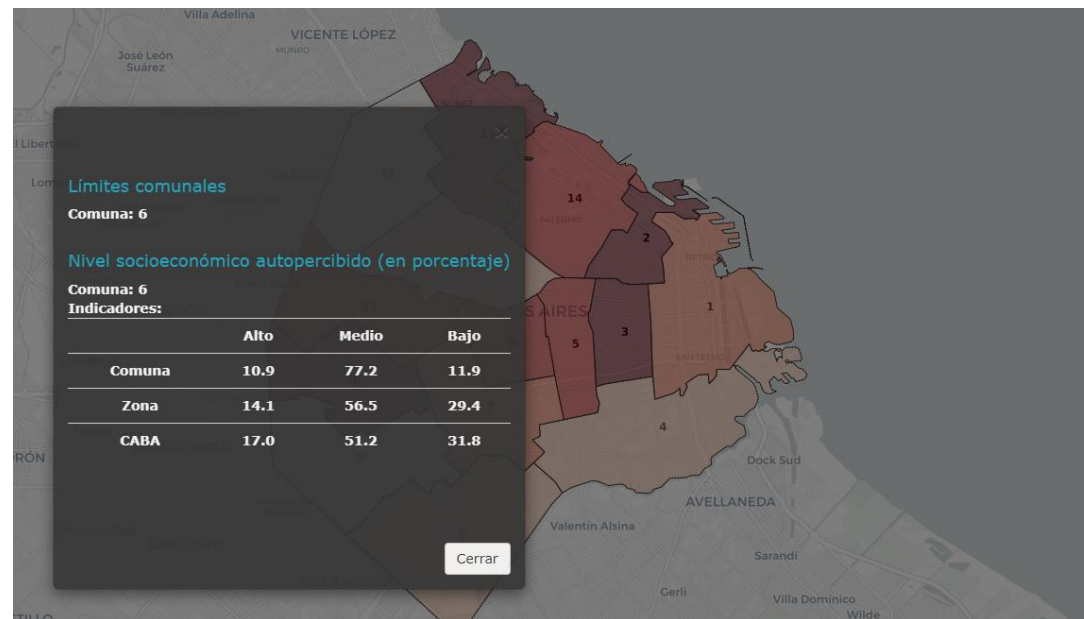 Villa Adelina
VICENTE LÓPEZ
MUNRO
José León
Suárez
NÚÑEZ
×
Límites comunales
Comuna: 6
Nivel socioeconómico autopercibido (en porcentaje)
Comuna: 6
Indicadores:
Alto Medio Bajo
Comuna 10.9 77.2 11.9
Zona 14.1 56.5 29.4
CABA 17.0 51.2 31.8
Cerrar
14
PALERMO
2
RETIRO
1
S AIRES
3
5
SAN TELMO
4
Dock Sud
AVELLANEDA
Valentín Alsina
Sarandí
Gerli
Villa Domínico
Wilde